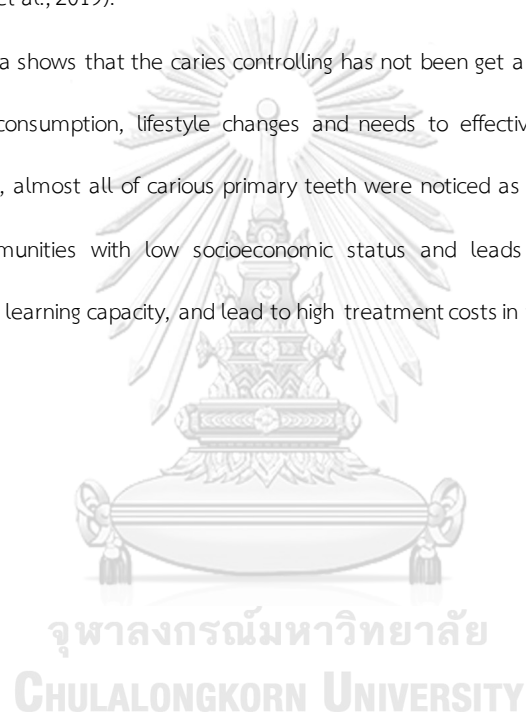 et al., 2019).
a shows that the caries controlling has not been get a
consumption, lifestyle changes and needs to effectiv
, almost all of carious primary teeth were noticed as
munities with low socioeconomic status and leads
learning capacity, and lead to high treatment costs in
จุฬาลงกรณ์มหาวิทยาลัย
CHULALONGKORN UNIVERSITY